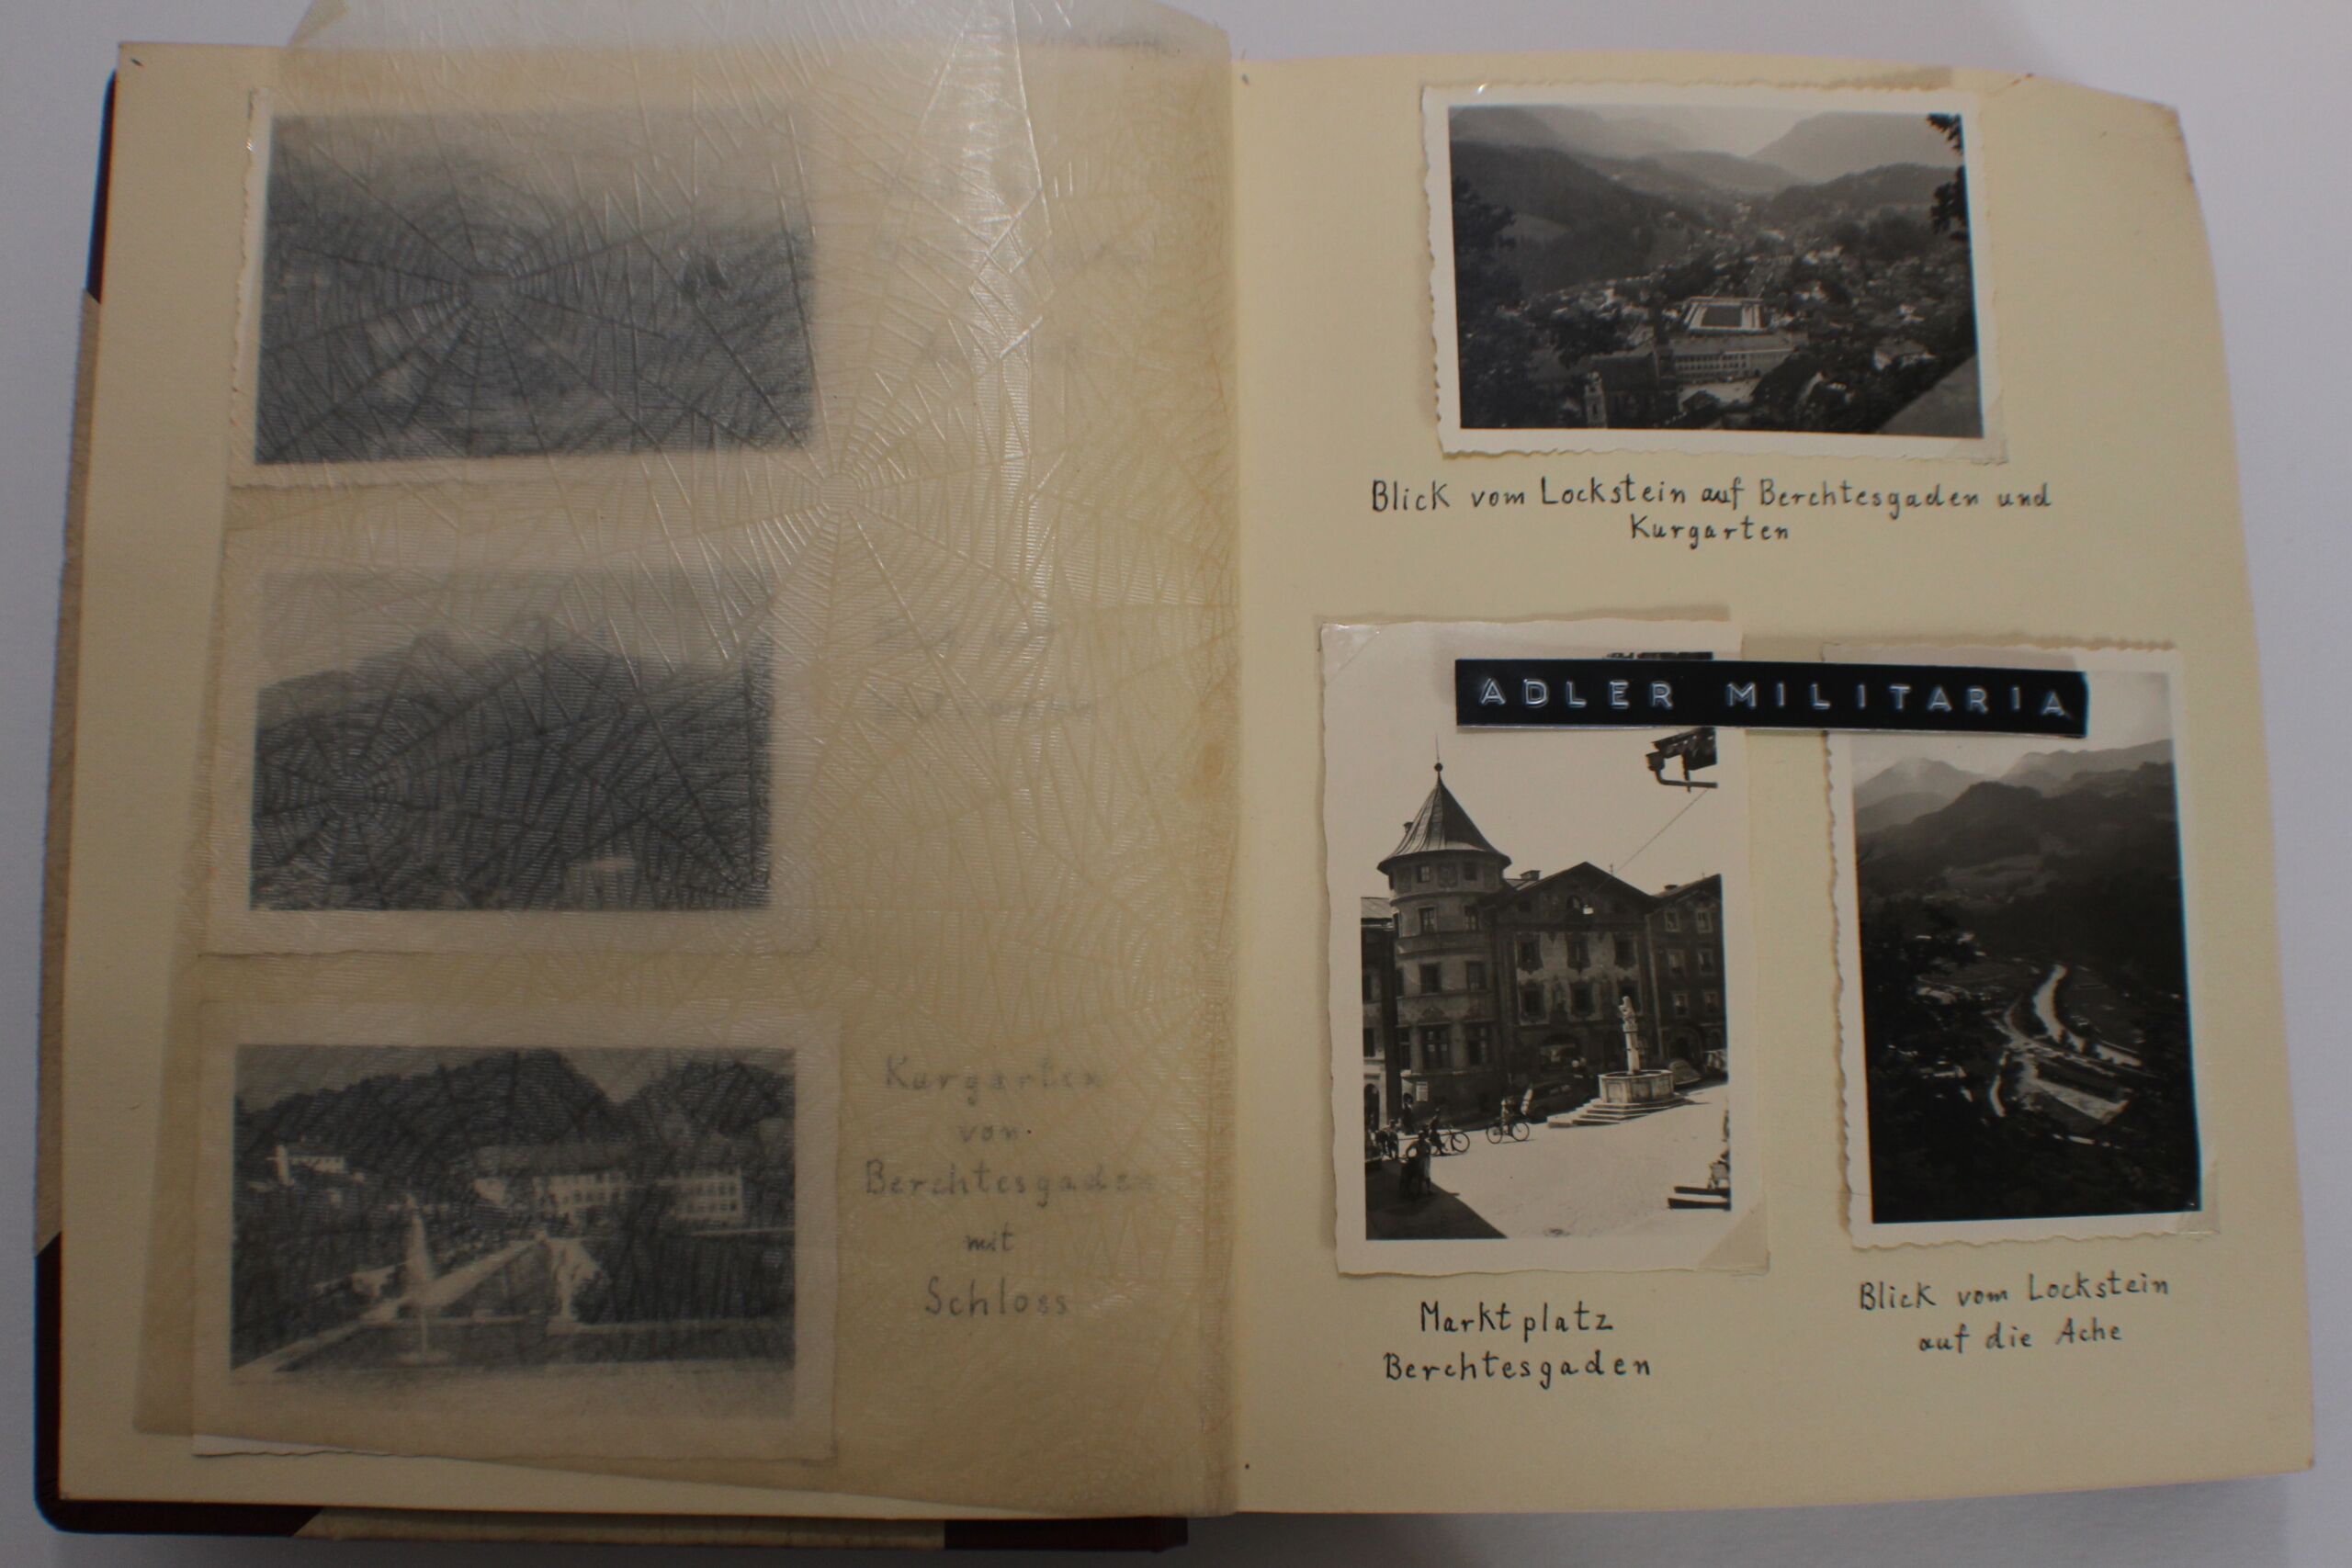 Kurgarten
von
Berchtesgaden
mit
Schloss
Blick vom Lockstein auf Berchtesgaden und
Kurgarten
ADLER MILITARIA
Marktplatz
Berchtesgaden
Blick vom Lockstein
auf die Ache